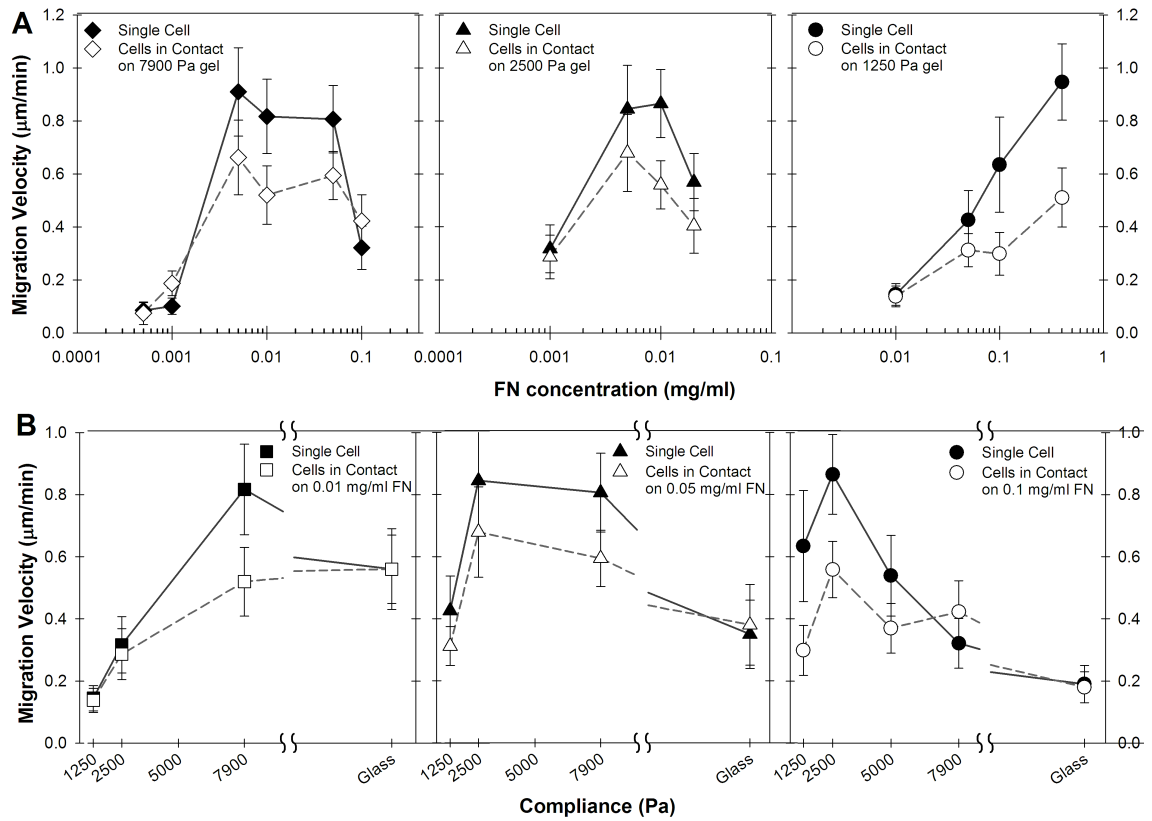 A
1.2
1.0
0.8
0.6
0.4
0.2
0.0
Migration Velocity (μm/min)
Single Cell
Cells in Contact
on 7900 Pa gel
0.0001
0.001
0.01
0.1
Single Cell
Cells in Contact
on 2500 Pa gel
0.0001
0.001
0.01
0.1
Single Cell
Cells in Contact
on 1250 Pa gel
0.01
0.1
1
1.2
1.0
0.8
0.6
0.4
0.2
0.0
FN concentration (mg/ml)
B
1.0
0.8
0.6
0.4
0.2
0.0
Migration Velocity (μm/min)
Single Cell
Cells in Contact
on 0.01 mg/ml FN
1250
2500
5000
7900
Glass
Single Cell
Cells in Contact
on 0.05 mg/ml FN
1250
2500
5000
7900
Glass
Single Cell
Cells in Contact
on 0.1 mg/ml FN
1250
2500
5000
7900
Glass
1.0
0.8
0.6
0.4
0.2
0.0
Compliance (Pa)